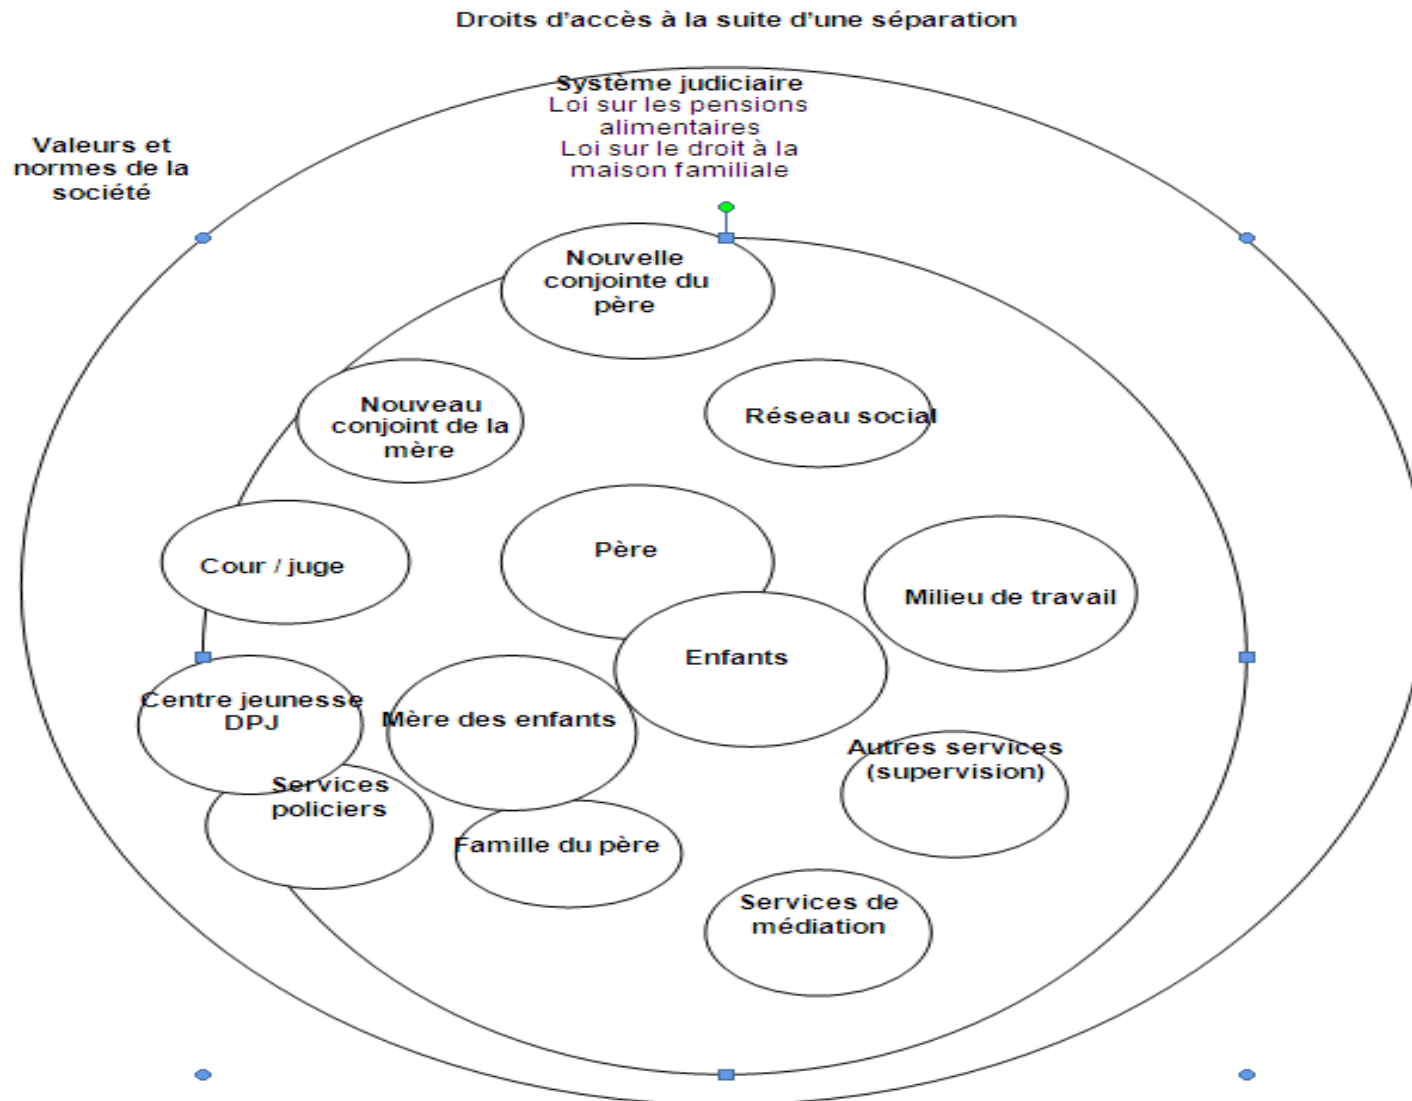 Droits d'accès à la suite d'une séparation
Système judiciaire
Loi sur les pensions
alimentaires
Loi sur le droit à la
maison familiale
Valeurs et
normes de la
société
Nouvelle
conjointe du
père
Nouveau
conjoint de la
mère
Réseau social
Cour / juge
Père
Milieu de travail
Enfants
Centre jeunesse
DPJ
Mère des enfants
Autres services
(supervision)
Services
policiers
Famille du père
Services de
médiation